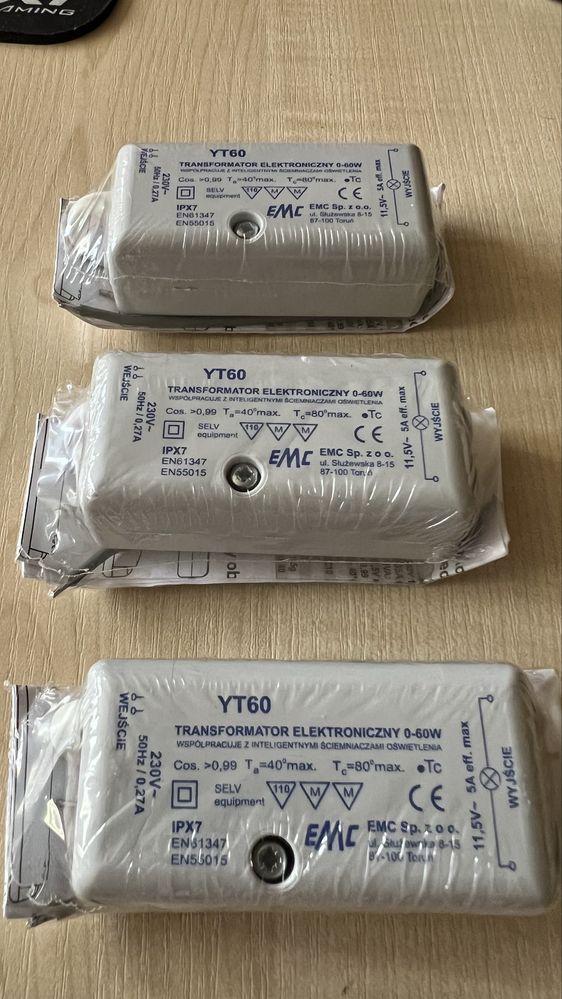 GAMING
YT60
TRANSFORMATOR ELEKTRONICZNY 0-60W
WSPÓŁPRACUJE Z INTELIGENTNYMI ŚCIEMNIACZAMI OŚWIETLENIA
Cos. >0,99 Ta=40°max. Tc=80°max. •Tc
SELV equipment 110 M M CE
IPX7
EN61347
EN55015
EMC
EMC Sp. z o o.
ul. Służewska 8-15
87-100 Toruń
WEJŚCIE
230V~
50Hz / 0,27A
11,5V~ 5A eff. max
WYJŚCIE
YT60
TRANSFORMATOR ELEKTRONICZNY 0-60W
WSPÓŁPRACUJE Z INTELIGENTNYMI ŚCIEMNIACZAMI OŚWIETLENIA
Cos. >0,99 Ta=40°max. Tc=80°max. •Tc
SELV equipment 110 M M CE
IPX7
EN61347
EN55015
EMC
EMC Sp. z o o.
ul. Służewska 8-15
87-100 Toruń
WEJŚCIE
230V~
50Hz / 0,27A
11,5V~ 5A eff. max
WYJŚCIE
YT60
TRANSFORMATOR ELEKTRONICZNY 0-60W
WSPÓŁPRACUJE Z INTELIGENTNYMI ŚCIEMNIACZAMI OŚWIETLENIA
Cos. >0,99 Ta=40°max. Tc=80°max. •Tc
SELV equipment 110 M M CE
IPX7
EN61347
EN55015
EMC
EMC Sp. z o o.
ul. Służewska 8-15
87-100 Toruń
WEJŚCIE
230V~
50Hz / 0,27A
11,5V~ 5A eff. max
WYJŚCIE